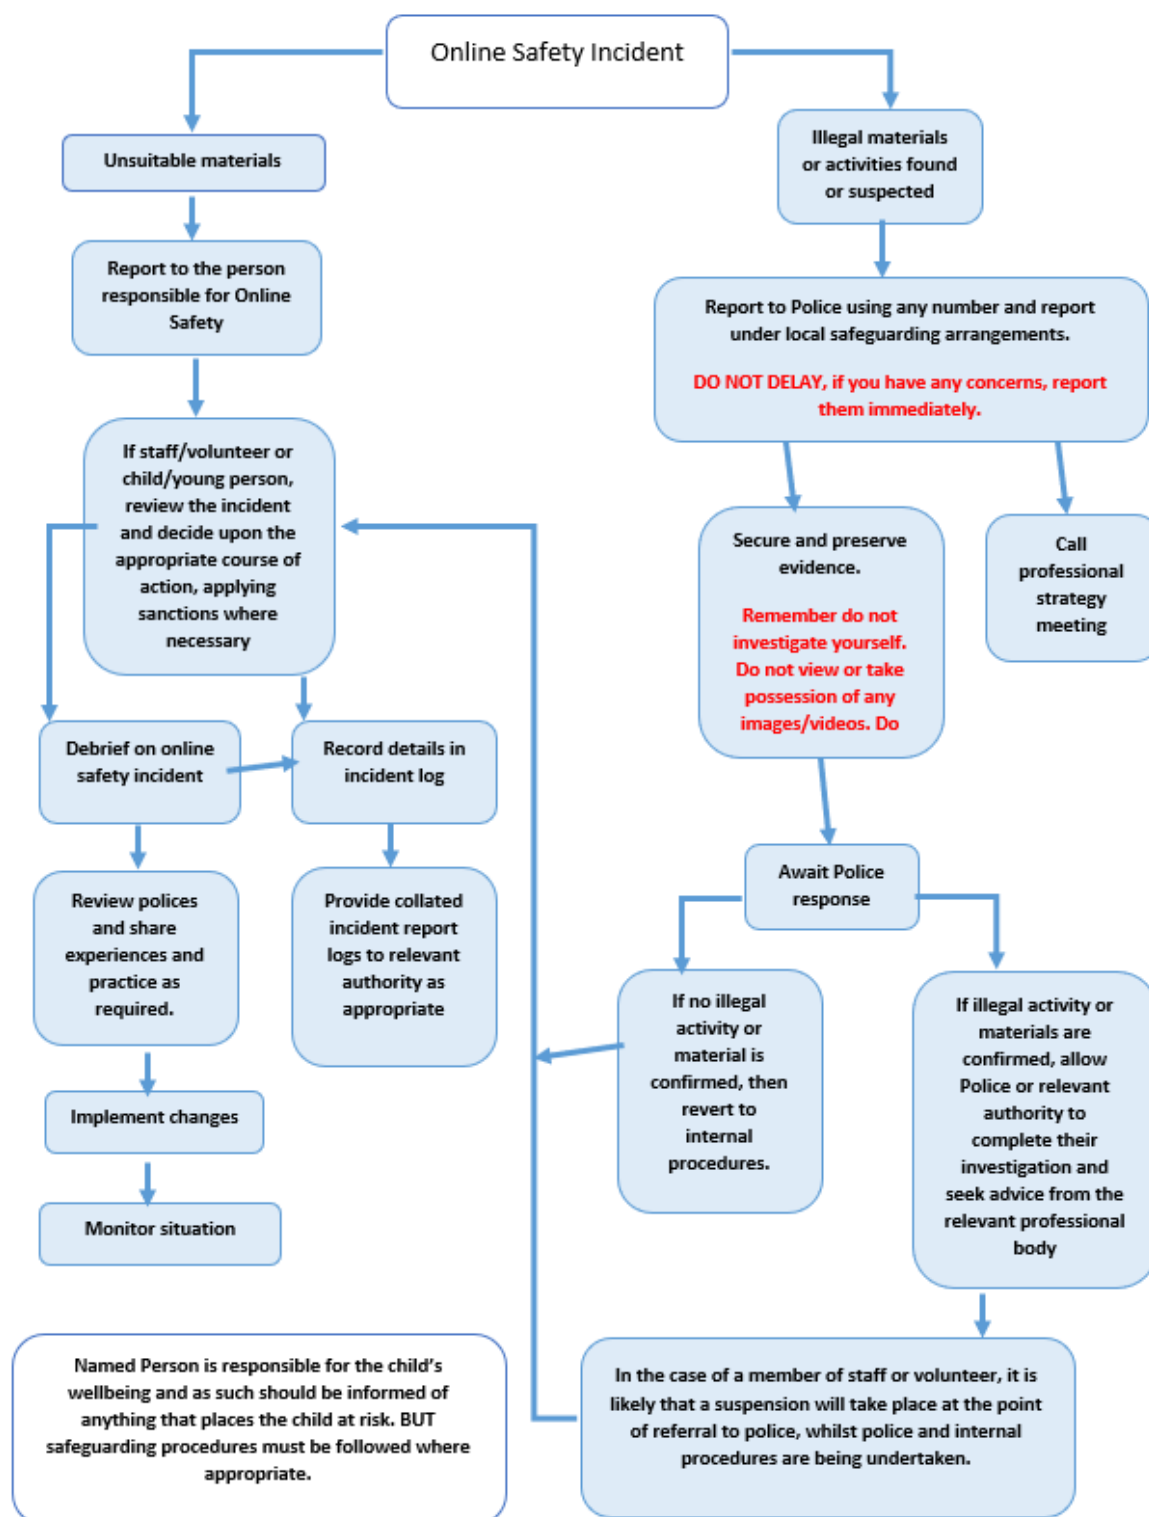 Online Safety Incident
Unsuitable materials
Report to the person
responsible for Online
Safety
If staff/volunteer or
child/young person,
review the incident
and decide upon the
appropriate course of
action, applying
sanctions where
necessary
Debrief on online
safety incident
Record details in
incident log
Review polices
and share
experiences and
practice as
required.
Provide collated
incident report
logs to relevant
authority as
appropriate
Implement changes
Monitor situation
Illegal materials
or activities found
or suspected
Report to Police using any number and report
under local safeguarding arrangements.
DO NOT DELAY, if you have any concerns, report
them immediately.
Secure and preserve
evidence.
Remember do not
investigate yourself.
Do not view or take
possession of any
images/videos. Do
Call
professional
strategy
meeting
Await Police
response
If no illegal
activity or
material is
confirmed, then
revert to
internal
procedures.
If illegal activity or
materials are
confirmed, allow
Police or relevant
authority to
complete their
investigation and
seek advice from the
relevant professional
body
In the case of a member of staff or volunteer, it is
likely that a suspension will take place at the point
of referral to police, whilst police and internal
procedures are being undertaken.
Named Person is responsible for the child’s
wellbeing and as such should be informed of
anything that places the child at risk. BUT
safeguarding procedures must be followed where
appropriate.